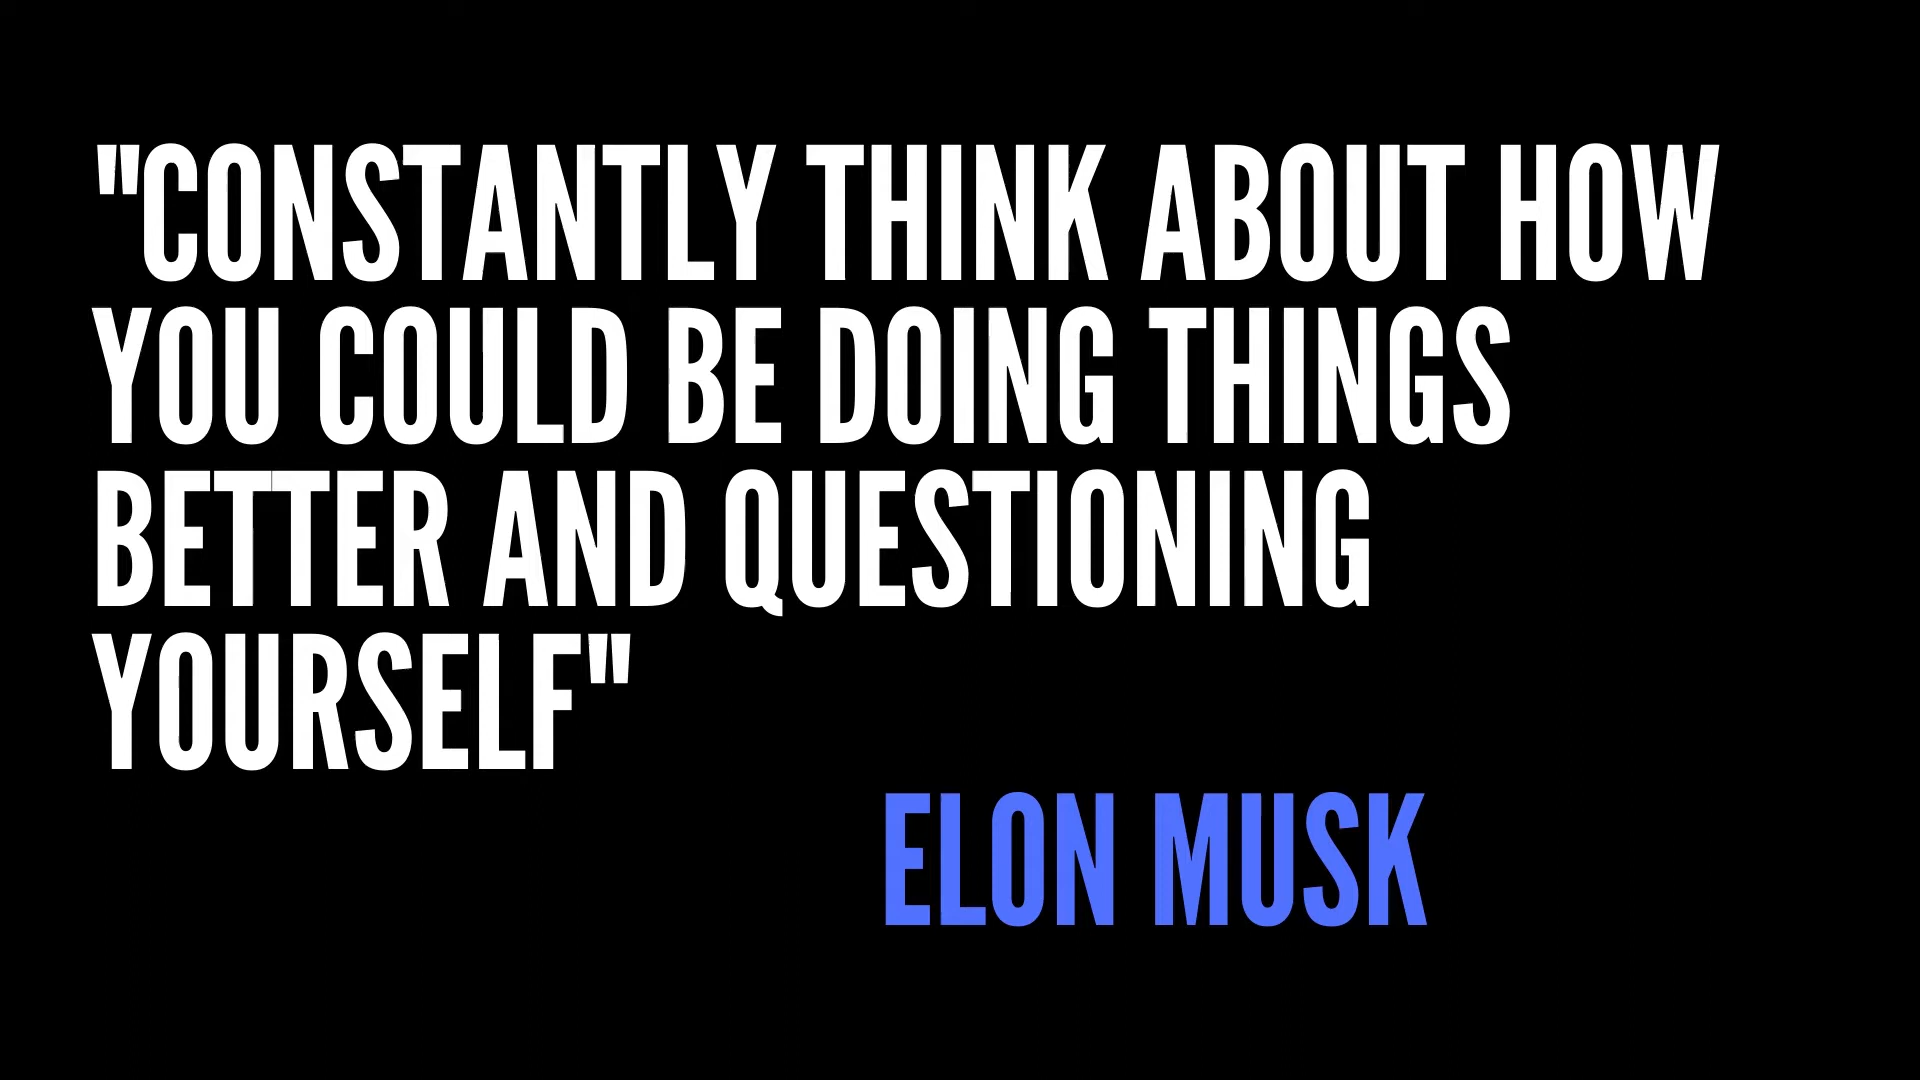 "CONSTANTLY THINK ABOUT HOW
YOU COULD BE DOING THINGS
BETTER AND QUESTIONING
YOURSELF"
ELON MUSK